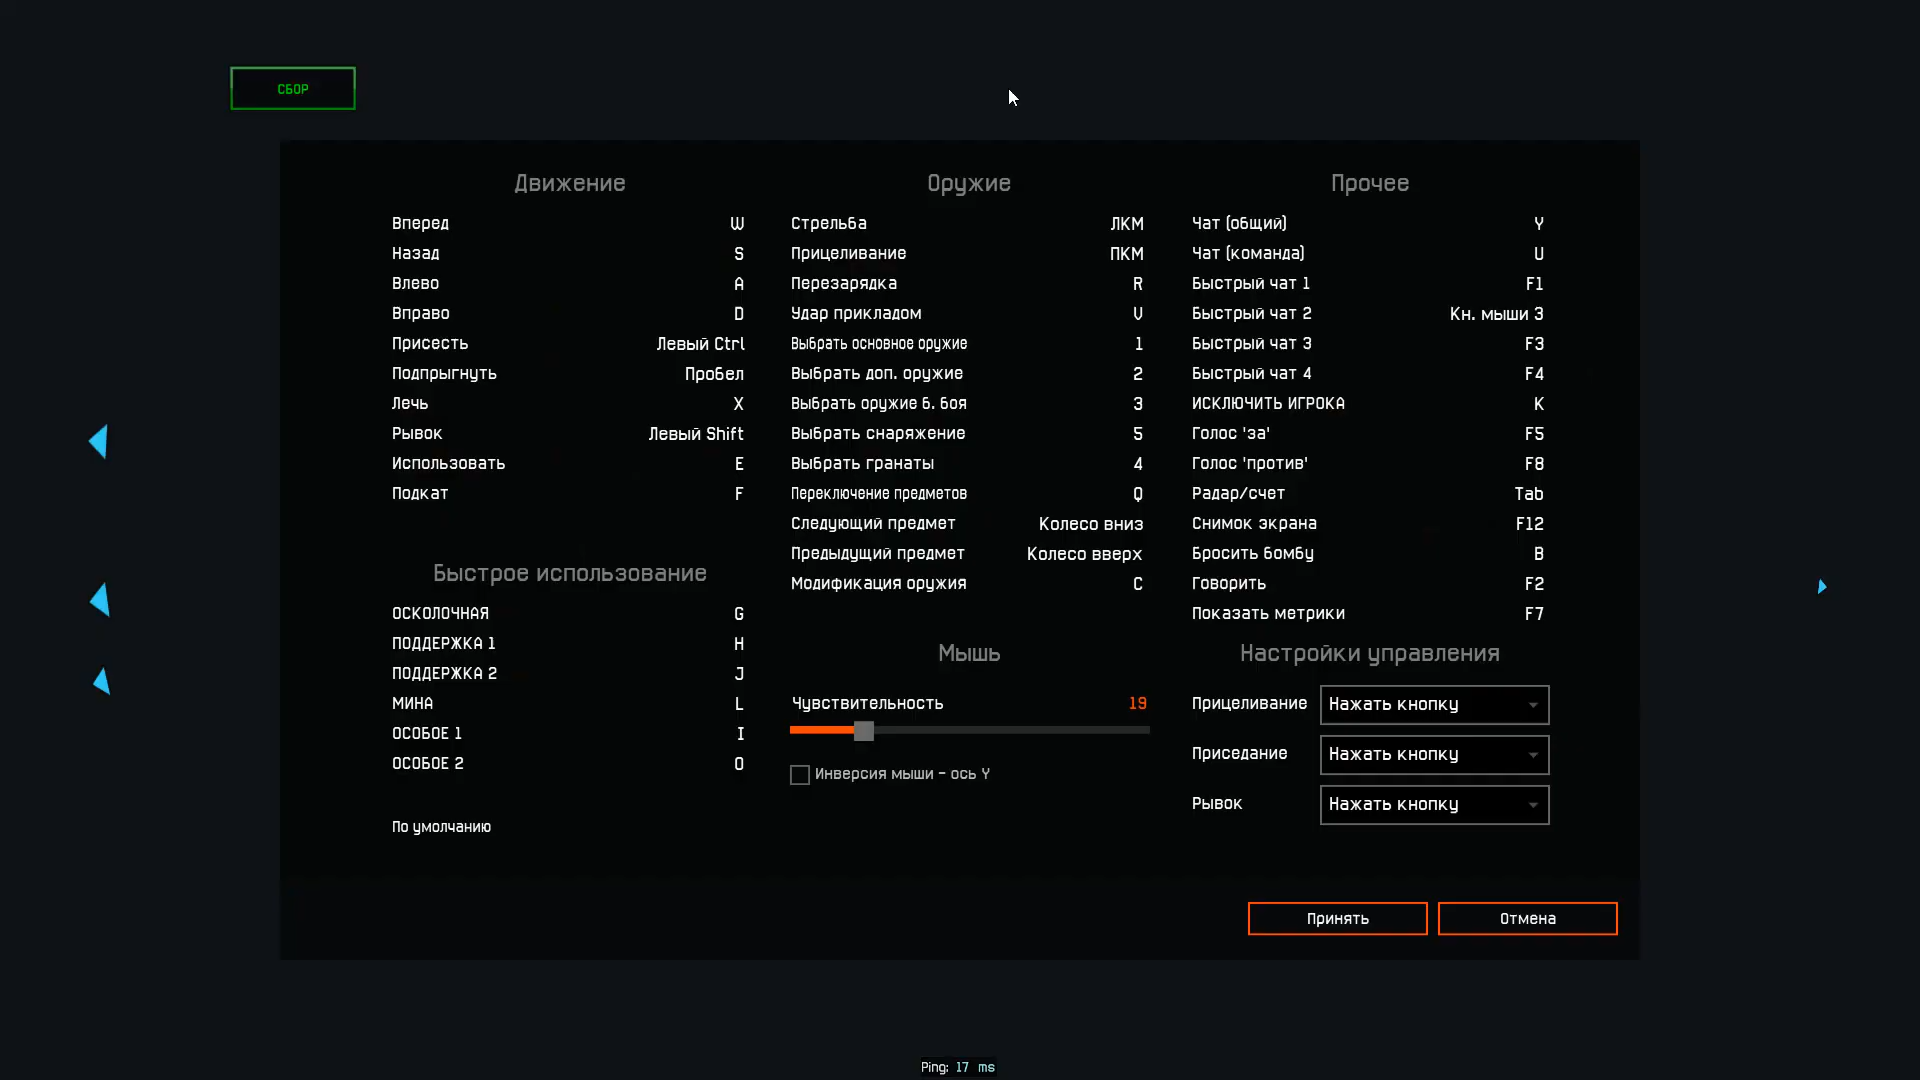 СБОР
Движение
Вперед W
Назад S
Влево A
Вправо D
Присесть Левый Ctrl
Подпрыгнуть Пробел
Лечь X
Рывок Левый Shift
Использовать E
Подкат F
Быстрое использование
ОСКОЛОЧНАЯ G
ПОДДЕРЖКА 1 H
ПОДДЕРЖКА 2 J
МИНА L
ОСОБОЕ 1 I
ОСОБОЕ 2 O
По умолчанию
Оружие
Стрельба ЛКМ
Прицеливание ПКМ
Перезарядка R
Удар прикладом V
Выбрать основное оружие 1
Выбрать доп. оружие 2
Выбрать оружие б. боя 3
Выбрать снаряжение 5
Выбрать гранаты 4
Переключение предметов Q
Следующий предмет Колесо вниз
Предыдущий предмет Колесо вверх
Модификация оружия C
Мышь
Чувствительность 19
Инверсия мыши - ось Y
Прочее
Чат (общий) Y
Чат (команда) U
Быстрый чат 1 F1
Быстрый чат 2 Кн. мыши 3
Быстрый чат 3 F3
Быстрый чат 4 F4
ИСКЛЮЧИТЬ ИГРОКА K
Голос 'за' F5
Голос 'против' F8
Радар/счет Tab
Снимок экрана F12
Бросить бомбу B
Говорить F2
Показать метрики F7
Настройки управления
Прицеливание Нажать кнопку
Приседание Нажать кнопку
Рывок Нажать кнопку
Принять Отмена
Ping: 17 ms